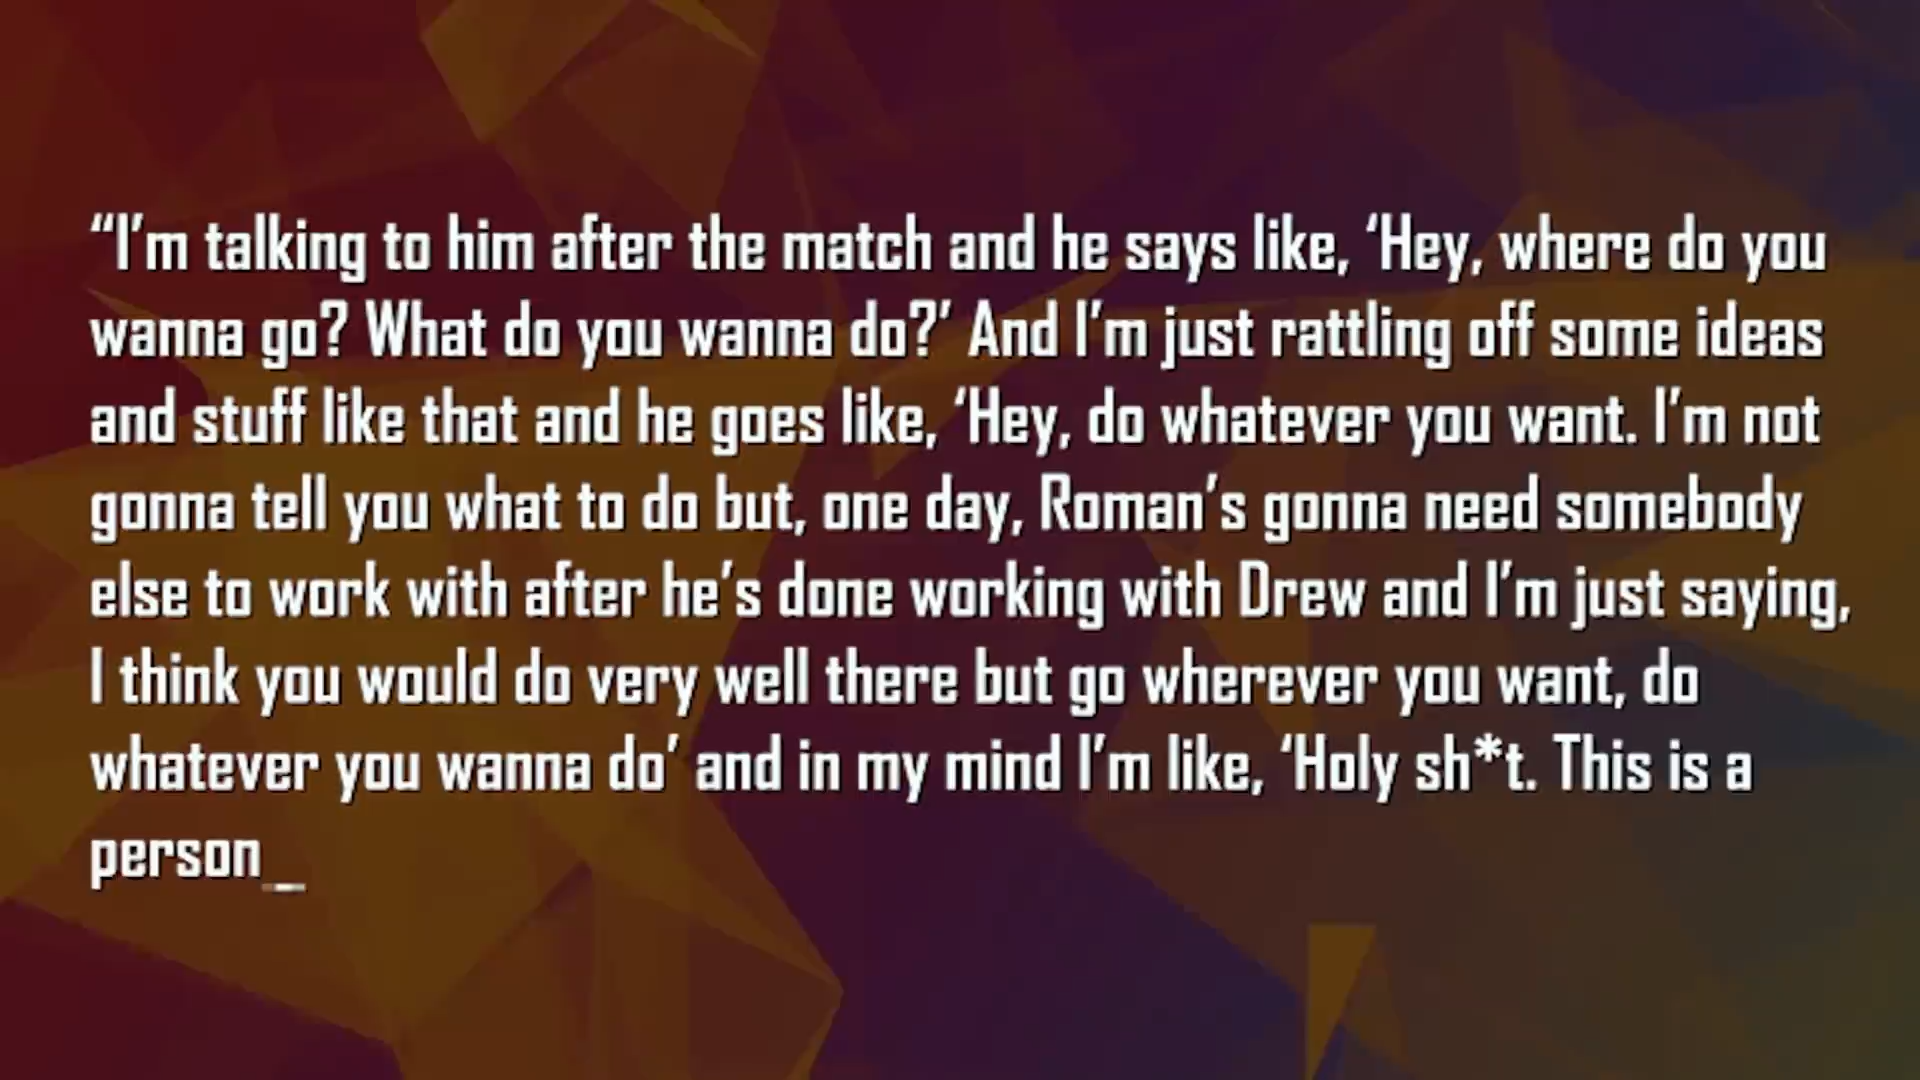 “I’m talking to him after the match and he says like, ‘Hey, where do you
wanna go? What do you wanna do?’ And I’m just rattling off some ideas
and stuff like that and he goes like, ‘Hey, do whatever you want. I’m not
gonna tell you what to do but, one day, Roman’s gonna need somebody
else to work with after he’s done working with Drew and I’m just saying,
I think you would do very well there but go wherever you want, do
whatever you wanna do’ and in my mind I’m like, ‘Holy sh*t. This is a
person_